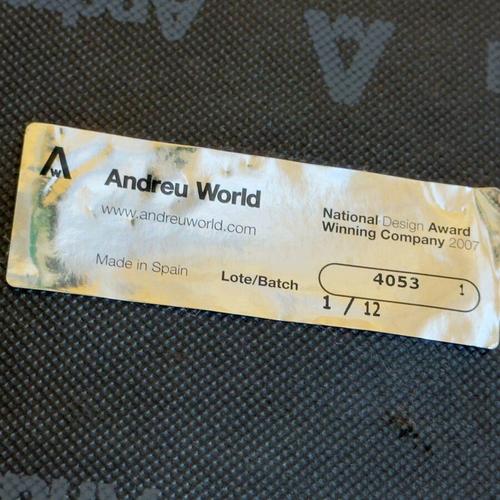 Andreu World
www.andreuworld.com
National Design Award
Winning Company 2007
Made in Spain
Lote/Batch
4053 1
1 / 12